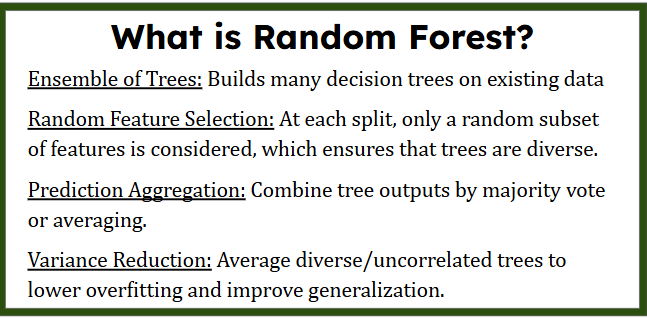 What is Random Forest?
Ensemble of Trees: Builds many decision trees on existing data
Random Feature Selection: At each split, only a random subset
of features is considered, which ensures that trees are diverse.
Prediction Aggregation: Combine tree outputs by majority vote
or averaging.
Variance Reduction: Average diverse/uncorrelated trees to
lower overfitting and improve generalization.